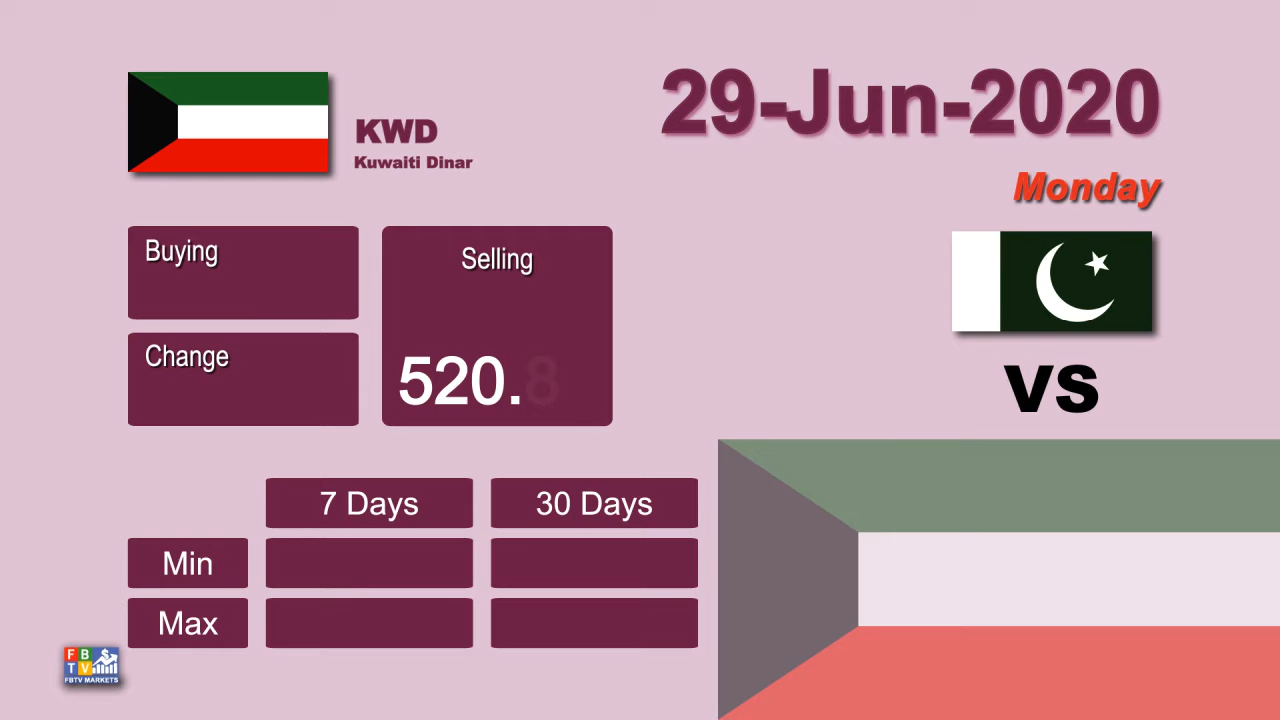 29-Jun-2020
Monday
KWD
Kuwaiti Dinar
Buying
Selling
520.8
Change
VS
7 Days
30 Days
Min
Max
F B
T V
FBTV MARKETS